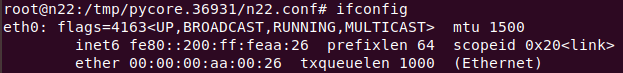 root@n22:/tmp/pycore.36931/n22.conf# ifconfig
eth0: flags=4163<UP,BROADCAST,RUNNING,MULTICAST>  mtu 1500
        inet6 fe80::200:ff:feaa:26  prefixlen 64  scopeid 0x20<link>
        ether 00:00:00:aa:00:26  txqueuelen 1000  (Ethernet)